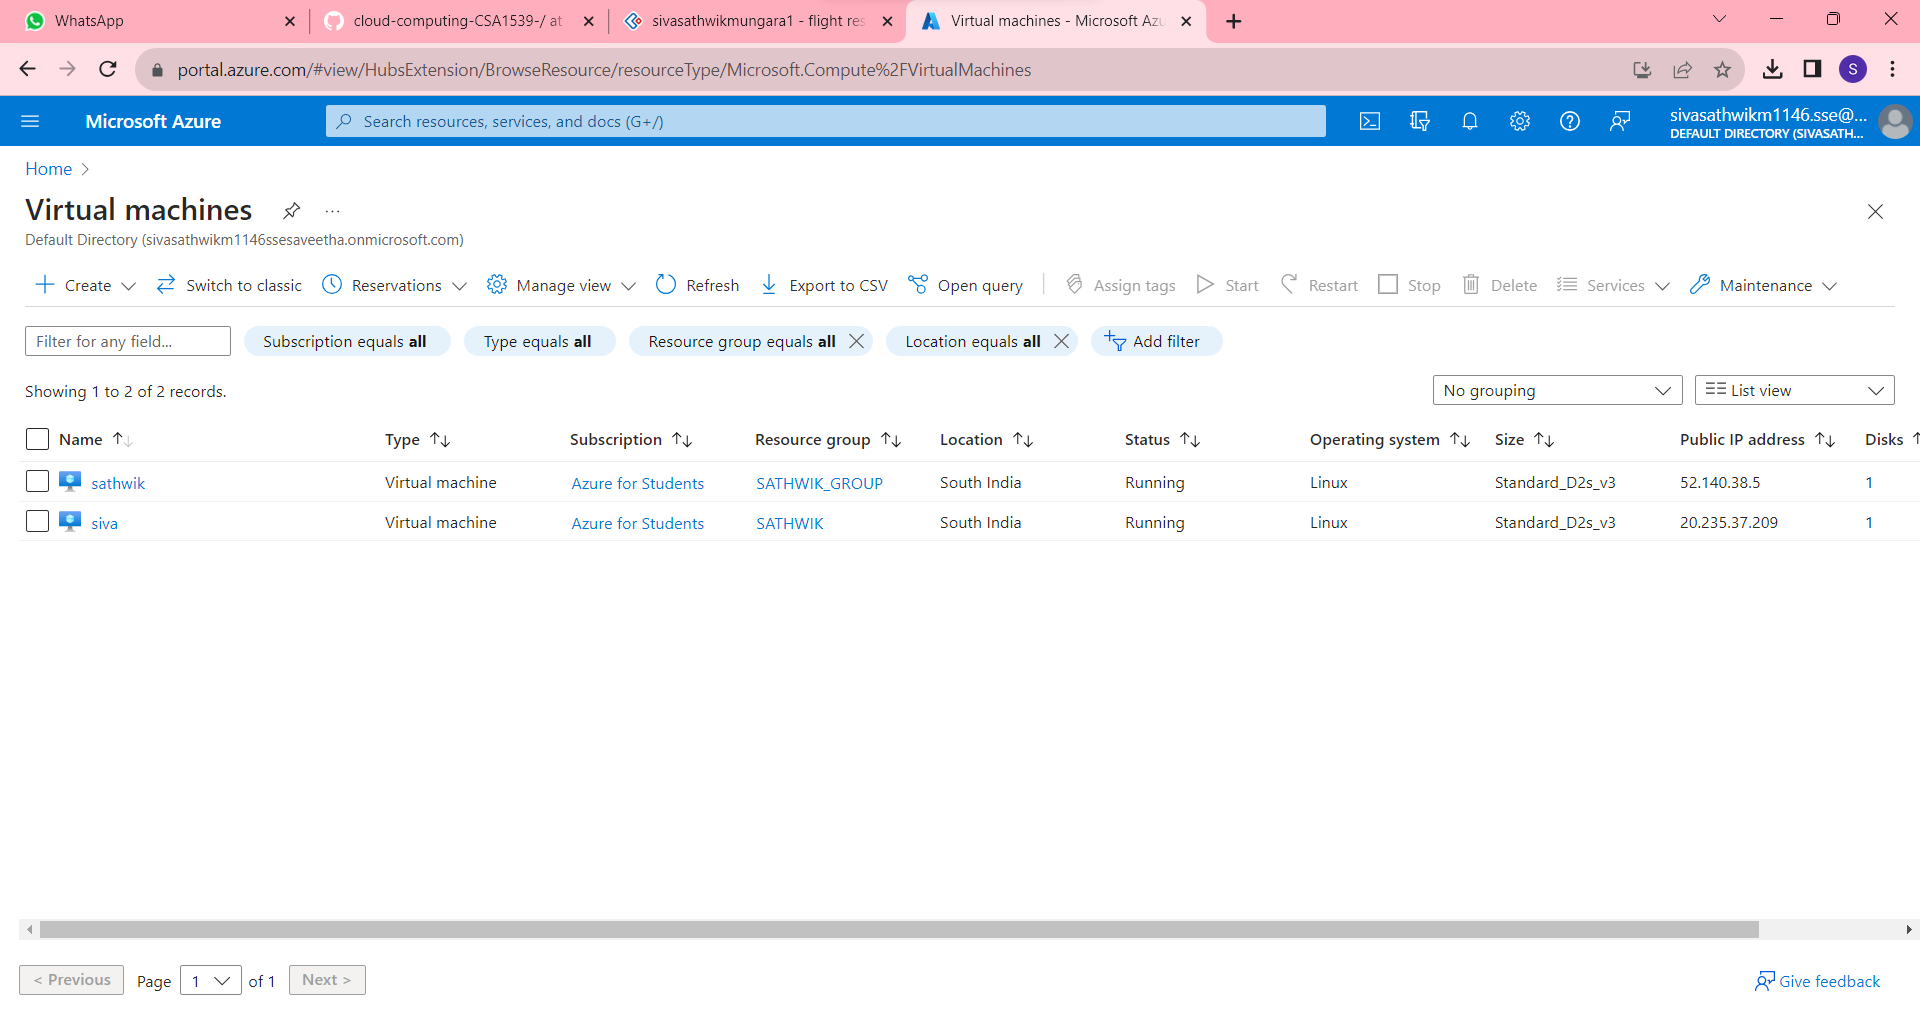 WhatsApp
cloud-computing-CSA1539-/ at
sivasathwikmungara1 - flight res
Virtual machines - Microsoft Azu
portal.azure.com/#view/HubsExtension/BrowseResource/resourceType/Microsoft.Compute%2FVirtualMachines
S
Microsoft Azure
Search resources, services, and docs (G+/)
sivasathwikm1146.sse@...
DEFAULT DIRECTORY (SIVASATH...
Home
Virtual machines
Default Directory (sivasathwikm1146ssesaveetha.onmicrosoft.com)
Create Switch to classic Reservations Manage view Refresh Export to CSV Open query Assign tags Start Restart Stop Delete Services Maintenance
Filter for any field... Subscription equals all Type equals all Resource group equals all Location equals all Add filter
Showing 1 to 2 of 2 records. No grouping List view
Name Type Subscription Resource group Location Status Operating system Size Public IP address Disks
sathwik Virtual machine Azure for Students SATHWIK_GROUP South India Running Linux Standard_D2s_v3 52.140.38.5 1
siva Virtual machine Azure for Students SATHWIK South India Running Linux Standard_D2s_v3 20.235.37.209 1
< Previous Page 1 of 1 Next > Give feedback